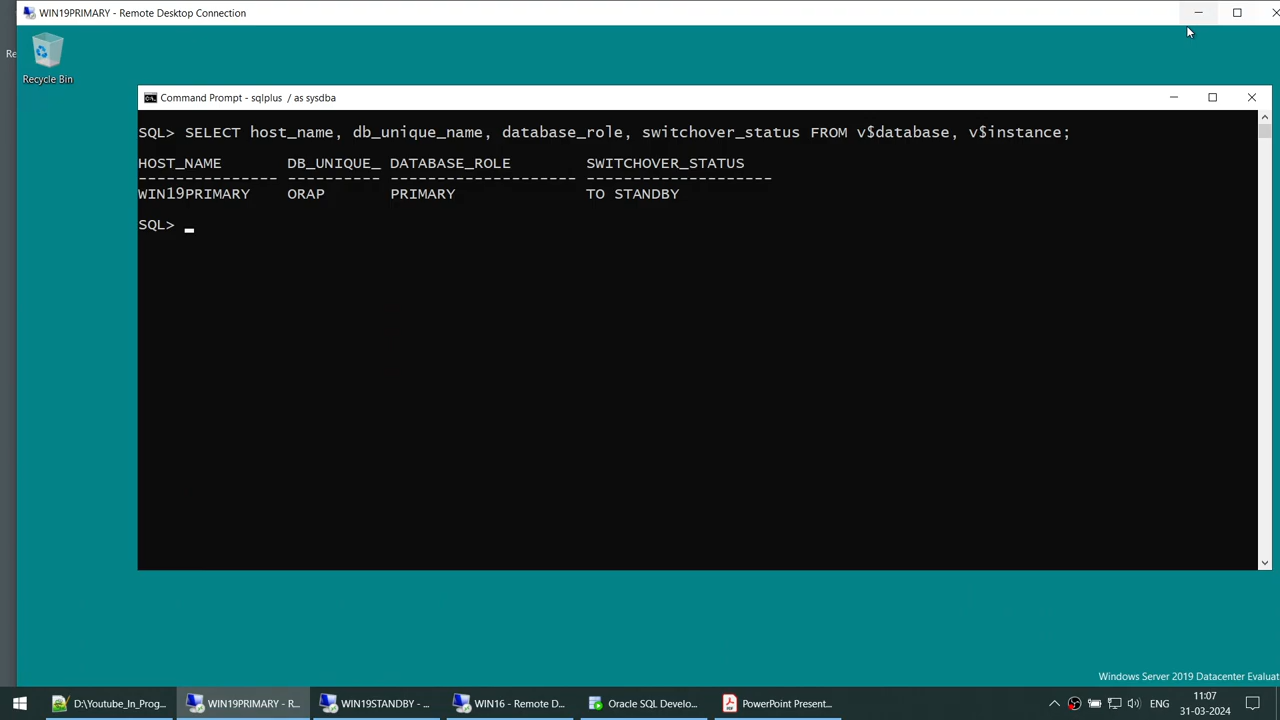 WIN19PRIMARY - Remote Desktop Connection
Re
Recycle Bin
Command Prompt - sqlplus / as sysdba
SQL> SELECT host_name, db_unique_name, database_role, switchover_status FROM v$database, v$instance;
HOST_NAME DB_UNIQUE_ DATABASE_ROLE SWITCHOVER_STATUS
--------------- ---------- -------------------- --------------------
WIN19PRIMARY ORAP PRIMARY TO STANDBY
SQL> _
Windows Server 2019 Datacenter Evaluat
D:\Youtube_In_Prog... WIN19PRIMARY - R... WIN19STANDBY - ... WIN16 - Remote D... Oracle SQL Develo... PowerPoint Present... ENG 11:07
31-03-2024